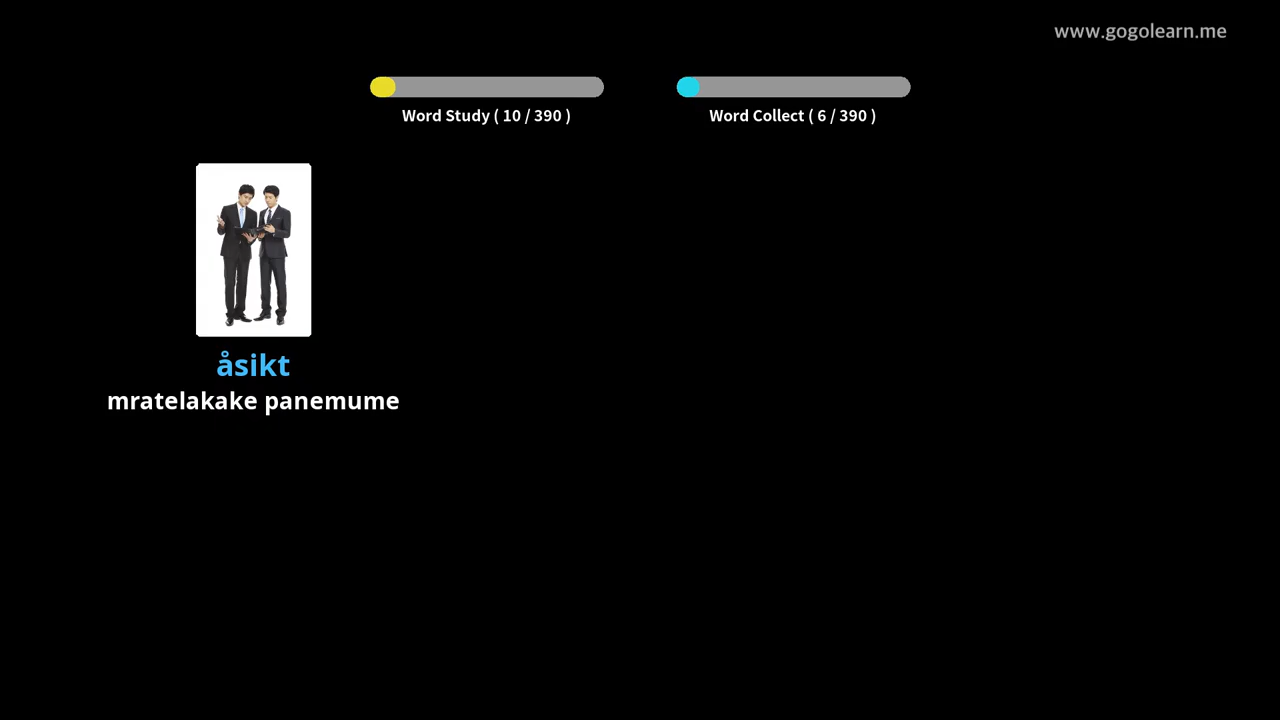 www.gogolearn.me
Word Study ( 10 / 390 )
Word Collect ( 6 / 390 )
åsikt
mratelakake panemume